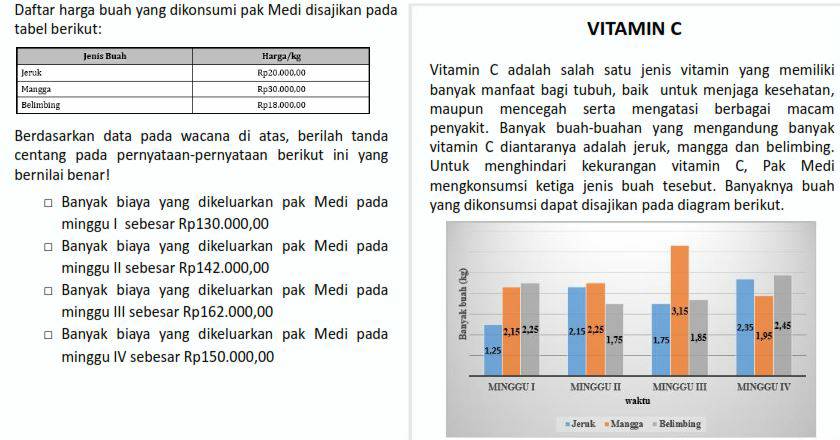 Daftar harga buah yang dikonsumi pak Medi disajikan pada
tabel berikut:
Jenis Buah Harga/kg
Jeruk Rp20.000,00
Mangga Rp30.000,00
Belimbing Rp18.000,00
Berdasarkan data pada wacana di atas, berilah tanda
centang pada pernyataan-pernyataan berikut ini yang
bernilai benar!
□ Banyak biaya yang dikeluarkan pak Medi pada
minggu I sebesar Rp130.000,00
□ Banyak biaya yang dikeluarkan pak Medi pada
minggu II sebesar Rp142.000,00
□ Banyak biaya yang dikeluarkan pak Medi pada
minggu III sebesar Rp162.000,00
□ Banyak biaya yang dikeluarkan pak Medi pada
minggu IV sebesar Rp150.000,00
VITAMIN C
Vitamin C adalah salah satu jenis vitamin yang memiliki
banyak manfaat bagi tubuh, baik untuk menjaga kesehatan,
maupun mencegah serta mengatasi berbagai macam
penyakit. Banyak buah-buahan yang mengandung banyak
vitamin C diantaranya adalah jeruk, mangga dan belimbing.
Untuk menghindari kekurangan vitamin C, Pak Medi
mengkonsumsi ketiga jenis buah tesebut. Banyaknya buah
yang dikonsumsi dapat disajikan pada diagram berikut.
Banyak buah (kg)
1,25 2,15 2,25 2.15 2,25 1,75 1,75 3,15 1,85 2,35 1,95 2,45
MINGGU I MINGGU II MINGGU III MINGGU IV
waktu
Jeruk Mangga Belimbing